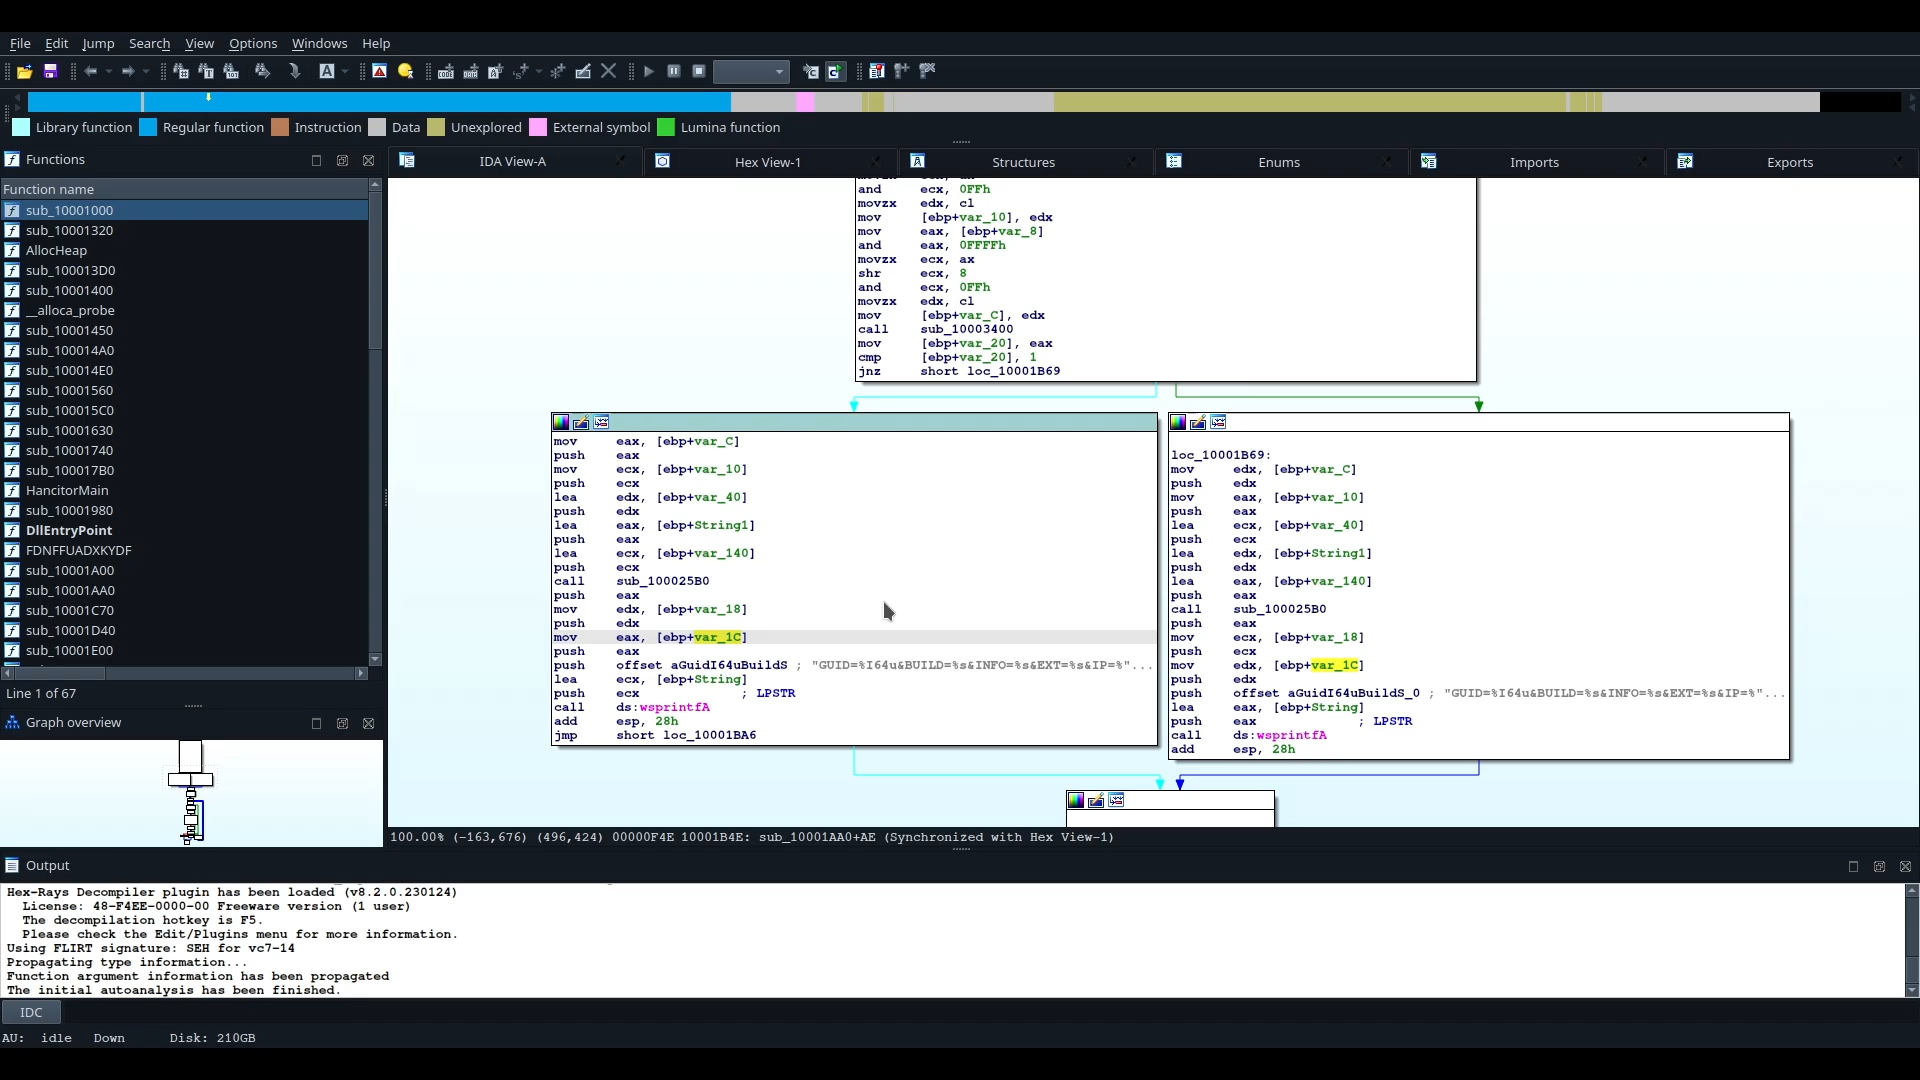 File Edit Jump Search View Options Windows Help
Library function Regular function Instruction Data Unexplored External symbol Lumina function
Functions
Function name
sub_10001000
sub_10001320
AllocHeap
sub_100013D0
sub_10001400
__alloca_probe
sub_10001450
sub_100014A0
sub_100014E0
sub_10001560
sub_100015C0
sub_10001630
sub_10001740
sub_100017B0
HancitorMain
sub_10001980
DllEntryPoint
FDNFFUADXKYDF
sub_10001A00
sub_10001AA0
sub_10001C70
sub_10001D40
sub_10001E00
Line 1 of 67
Graph overview
IDA View-A Hex View-1 Structures Enums Imports Exports
and ecx, 0FFh
movzx edx, cl
mov [ebp+var_10], edx
mov eax, [ebp+var_8]
and eax, 0FFFFh
movzx ecx, ax
shr ecx, 8
and ecx, 0FFh
movzx edx, cl
mov [ebp+var_C], edx
call sub_10003400
mov [ebp+var_20], eax
cmp [ebp+var_20], 1
jnz short loc_10001B69
mov eax, [ebp+var_C]
push eax
mov ecx, [ebp+var_10]
push ecx
lea edx, [ebp+var_40]
push edx
lea eax, [ebp+String1]
push eax
lea ecx, [ebp+var_140]
push ecx
call sub_100025B0
push eax
mov edx, [ebp+var_18]
push edx
mov eax, [ebp+var_1C]
push eax
push offset aGuidI64uBuildS ; "GUID=%I64u&BUILD=%s&INFO=%s&EXT=%s&IP=%"...
lea ecx, [ebp+String]
push ecx ; LPSTR
call ds:wsprintfA
add esp, 28h
jmp short loc_10001BA6
loc_10001B69:
mov edx, [ebp+var_C]
push edx
mov eax, [ebp+var_10]
push eax
lea ecx, [ebp+var_40]
push ecx
lea edx, [ebp+String1]
push edx
lea eax, [ebp+var_140]
push eax
call sub_100025B0
push eax
mov ecx, [ebp+var_18]
push ecx
mov edx, [ebp+var_1C]
push edx
push offset aGuidI64uBuildS_0 ; "GUID=%I64u&BUILD=%s&INFO=%s&EXT=%s&IP=%"...
lea eax, [ebp+String]
push eax ; LPSTR
call ds:wsprintfA
add esp, 28h
100.00% (-163,676) (496,424) 00000F4E 10001B4E: sub_10001AA0+AE (Synchronized with Hex View-1)
Output
Hex-Rays Decompiler plugin has been loaded (v8.2.0.230124)
License: 48-F4EE-0000-00 Freeware version (1 user)
The decompilation hotkey is F5.
Please check the Edit/Plugins menu for more information.
Using FLIRT signature: SEH for vc7-14
Propagating type information...
Function argument information has been propagated
The initial autoanalysis has been finished.
IDC
AU: idle Down Disk: 210GB